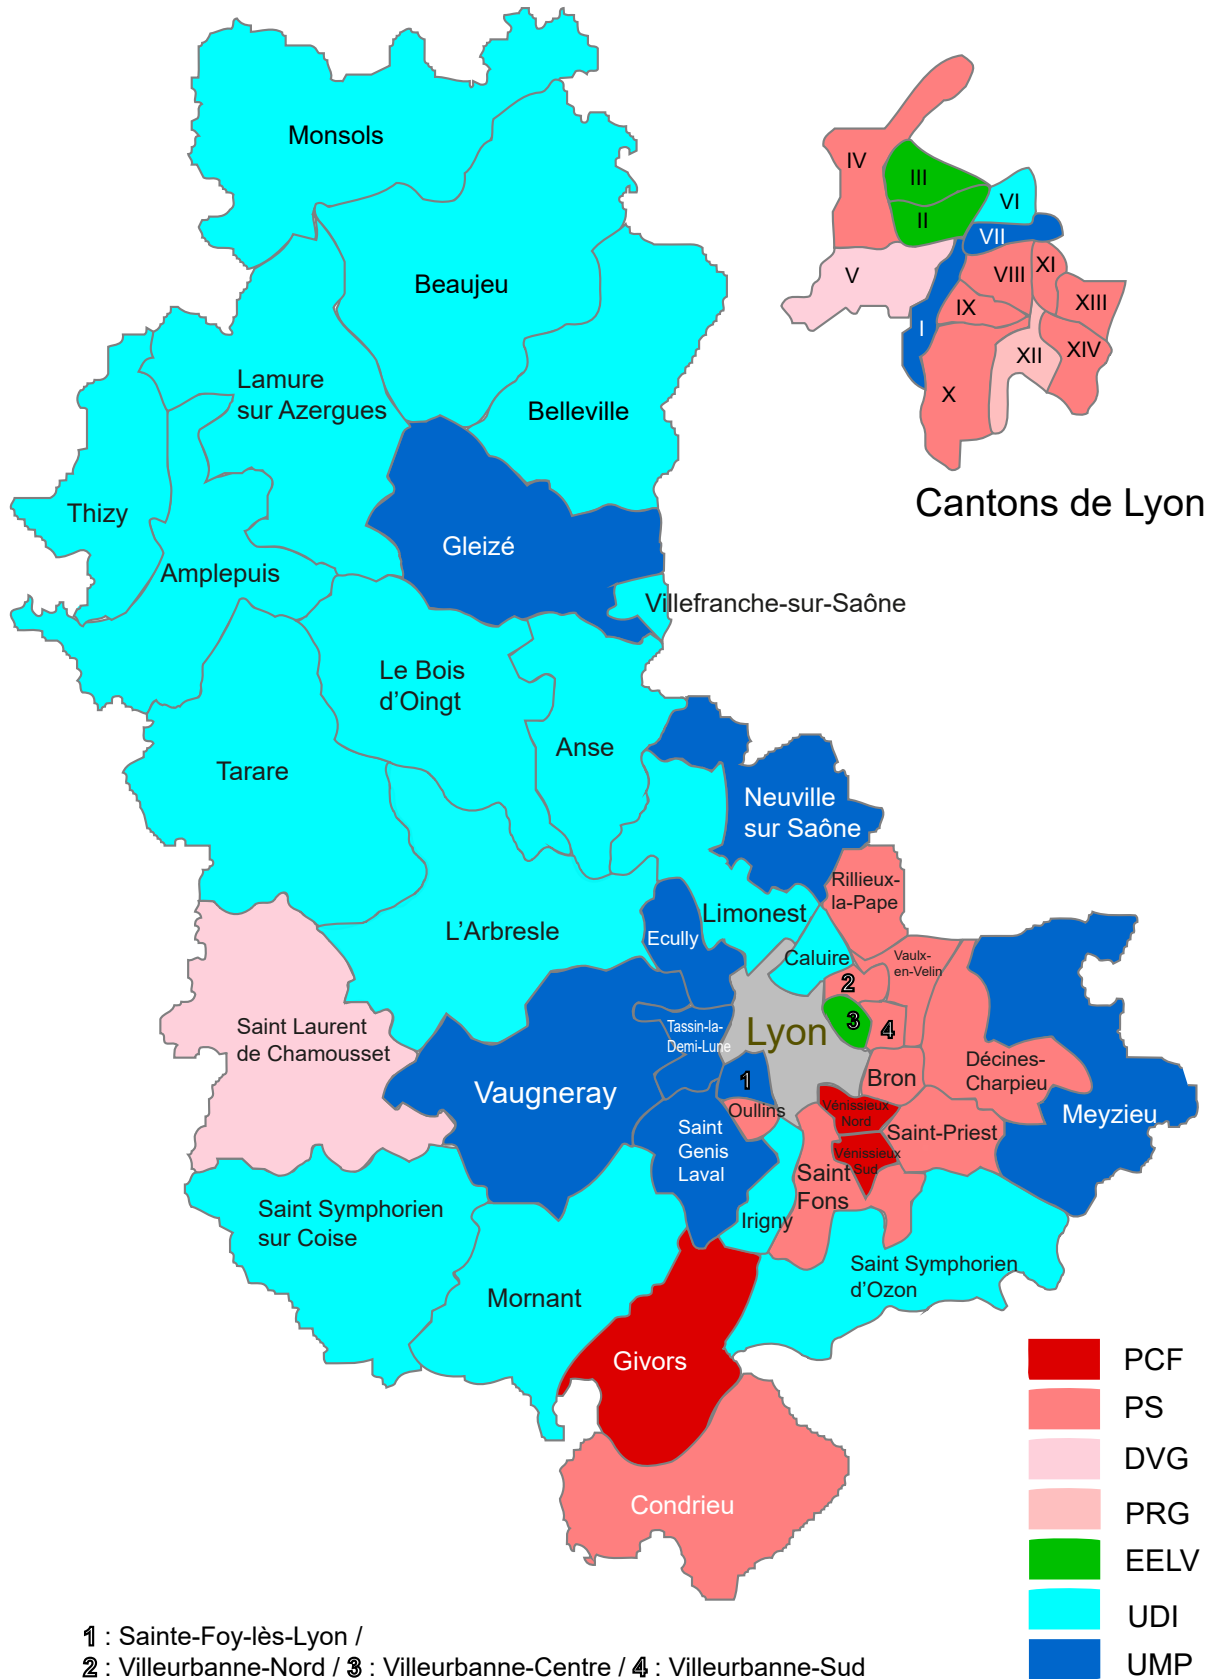 Monsols
Beaujeu
Lamure
sur Azergues
Belleville
Thizy
Gleizé
Amplepuis
Villefranche-sur-Saône
Le Bois
d'Oingt
Anse
Tarare
Neuville
sur Saône
Rillieux-
la-Pape
Limonest
L'Arbresle
Ecully
Caluire
Vaulx-
en-Velin
2
3
4
Saint Laurent
de Chamousset
Tassin-la-
Demi-Lune
Lyon
Bron
Décines-
Charpieu
Vaugneray
1
Oullins
Vénissieux
Nord
Meyzieu
Saint
Genis
Laval
Saint-Priest
Vénissieux
Sud
Saint
Fons
Saint Symphorien
sur Coise
Irigny
Saint Symphorien
d'Ozon
Mornant
Givors
Condrieu
IV
III
II
VI
VII
V
VIII
XI
IX
XIII
I
XII
XIV
X
Cantons de Lyon
PCF
PS
DVG
PRG
EELV
UDI
UMP
1 : Sainte-Foy-lès-Lyon /
2 : Villeurbanne-Nord / 3 : Villeurbanne-Centre / 4 : Villeurbanne-Sud